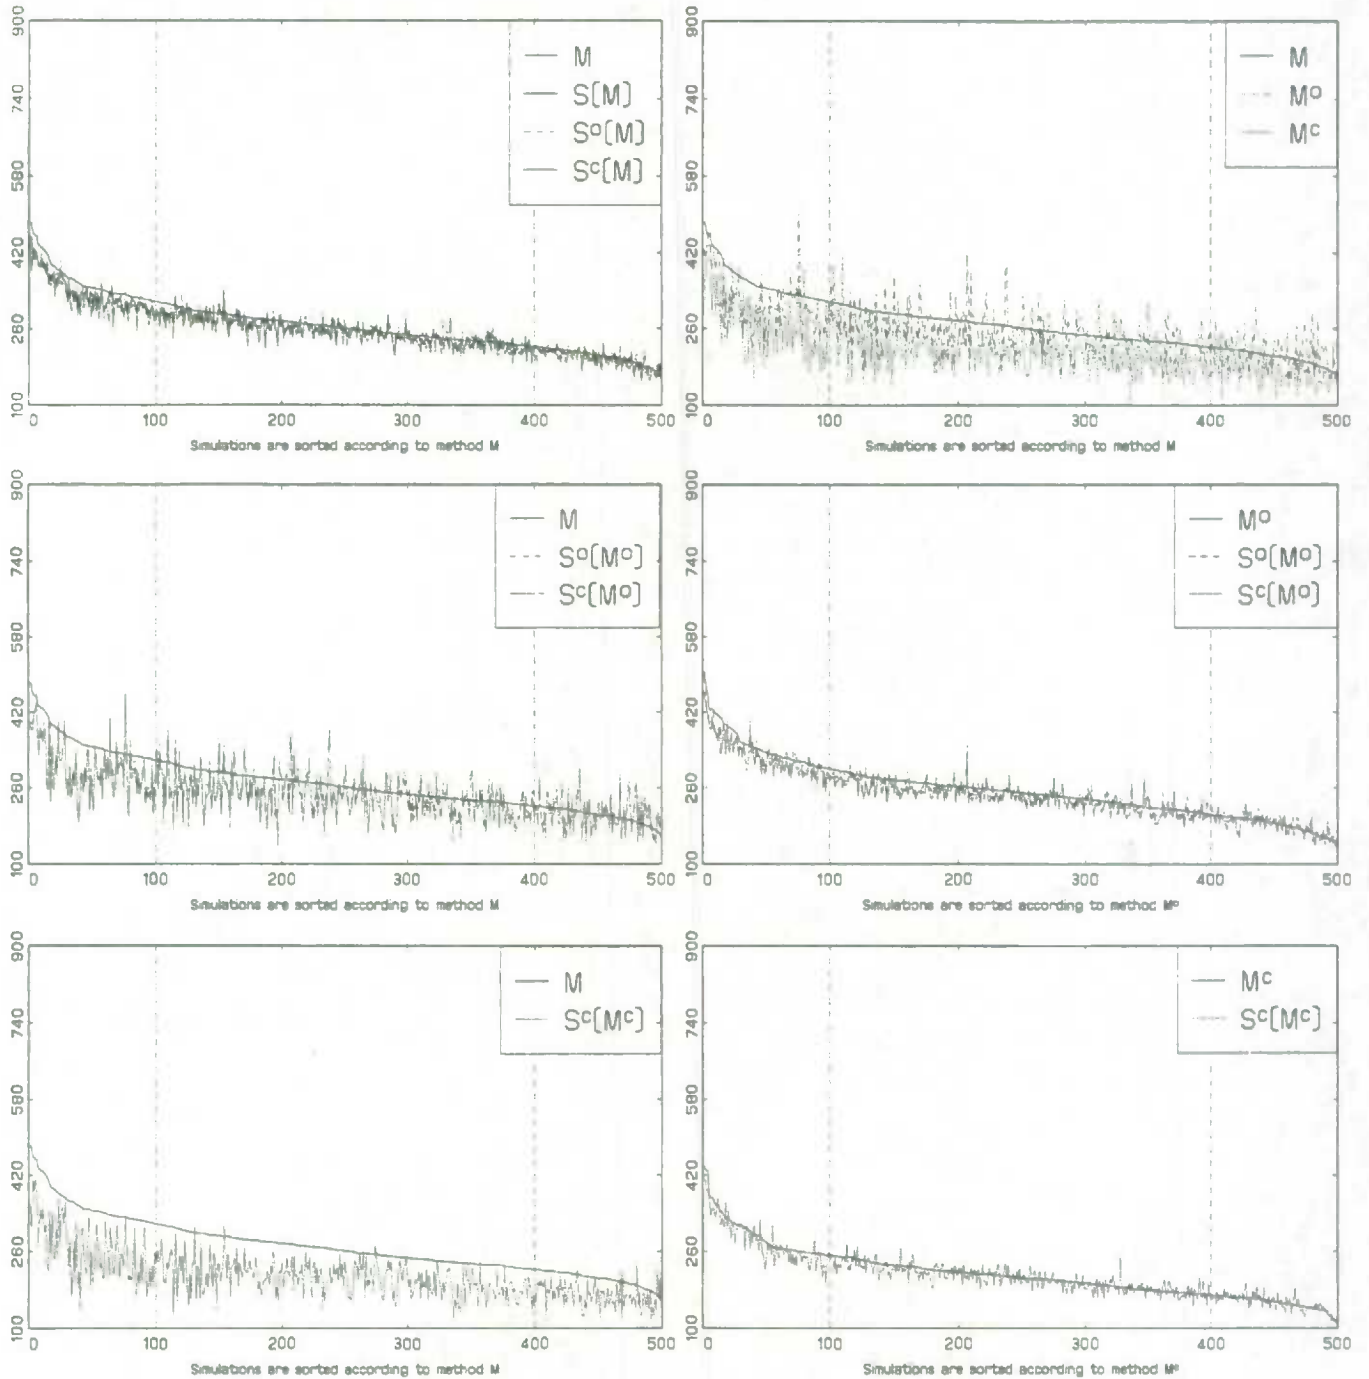 900
740
580
420
260
100
M
S[M]
Sº[M]
Sᶜ[M]
0 100 200 300 400 500
Simulations are sorted according to method M
900
740
580
420
260
100
M
Mº
Mᶜ
0 100 200 300 400 500
Simulations are sorted according to method M
900
740
580
420
260
100
M
Sº[Mº]
Sᶜ[Mº]
0 100 200 300 400 500
Simulations are sorted according to method M
900
740
580
420
260
100
Mº
Sº[Mº]
Sᶜ[Mº]
0 100 200 300 400 500
Simulations are sorted according to method Mº
900
740
580
420
260
100
M
Sᶜ[Mᶜ]
0 100 200 300 400 500
Simulations are sorted according to method M
900
740
580
420
260
100
Mᶜ
Sᶜ[Mᶜ]
0 100 200 300 400 500
Simulations are sorted according to method Mᶜ